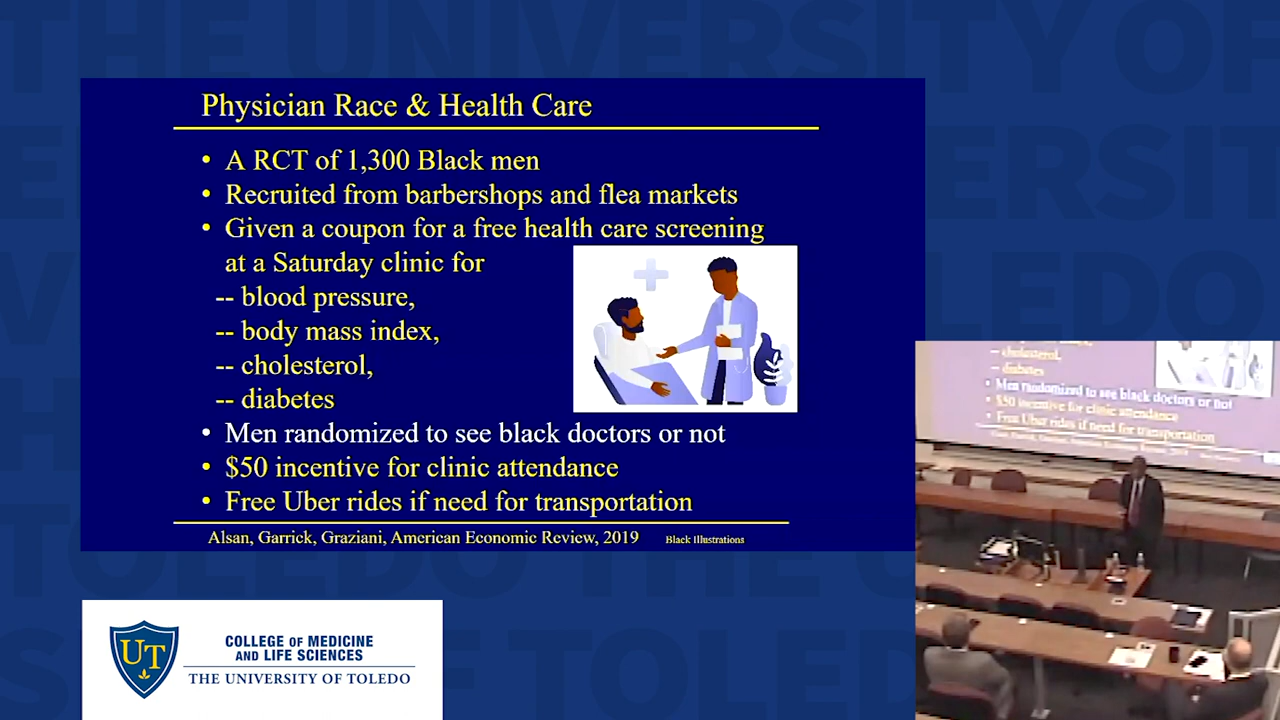 Physician Race & Health Care
• A RCT of 1,300 Black men
• Recruited from barbershops and flea markets
• Given a coupon for a free health care screening
at a Saturday clinic for
-- blood pressure,
-- body mass index,
-- cholesterol,
-- diabetes
• Men randomized to see black doctors or not
• $50 incentive for clinic attendance
• Free Uber rides if need for transportation
Alsan, Garrick, Graziani, American Economic Review, 2019
Black Illustrations
-- cholesterol,
-- diabetes
• Men randomized to see black doctors or not
• $50 incentive for clinic attendance
• Free Uber rides if need for transportation
UT
COLLEGE OF MEDICINE
AND LIFE SCIENCES
THE UNIVERSITY OF TOLEDO